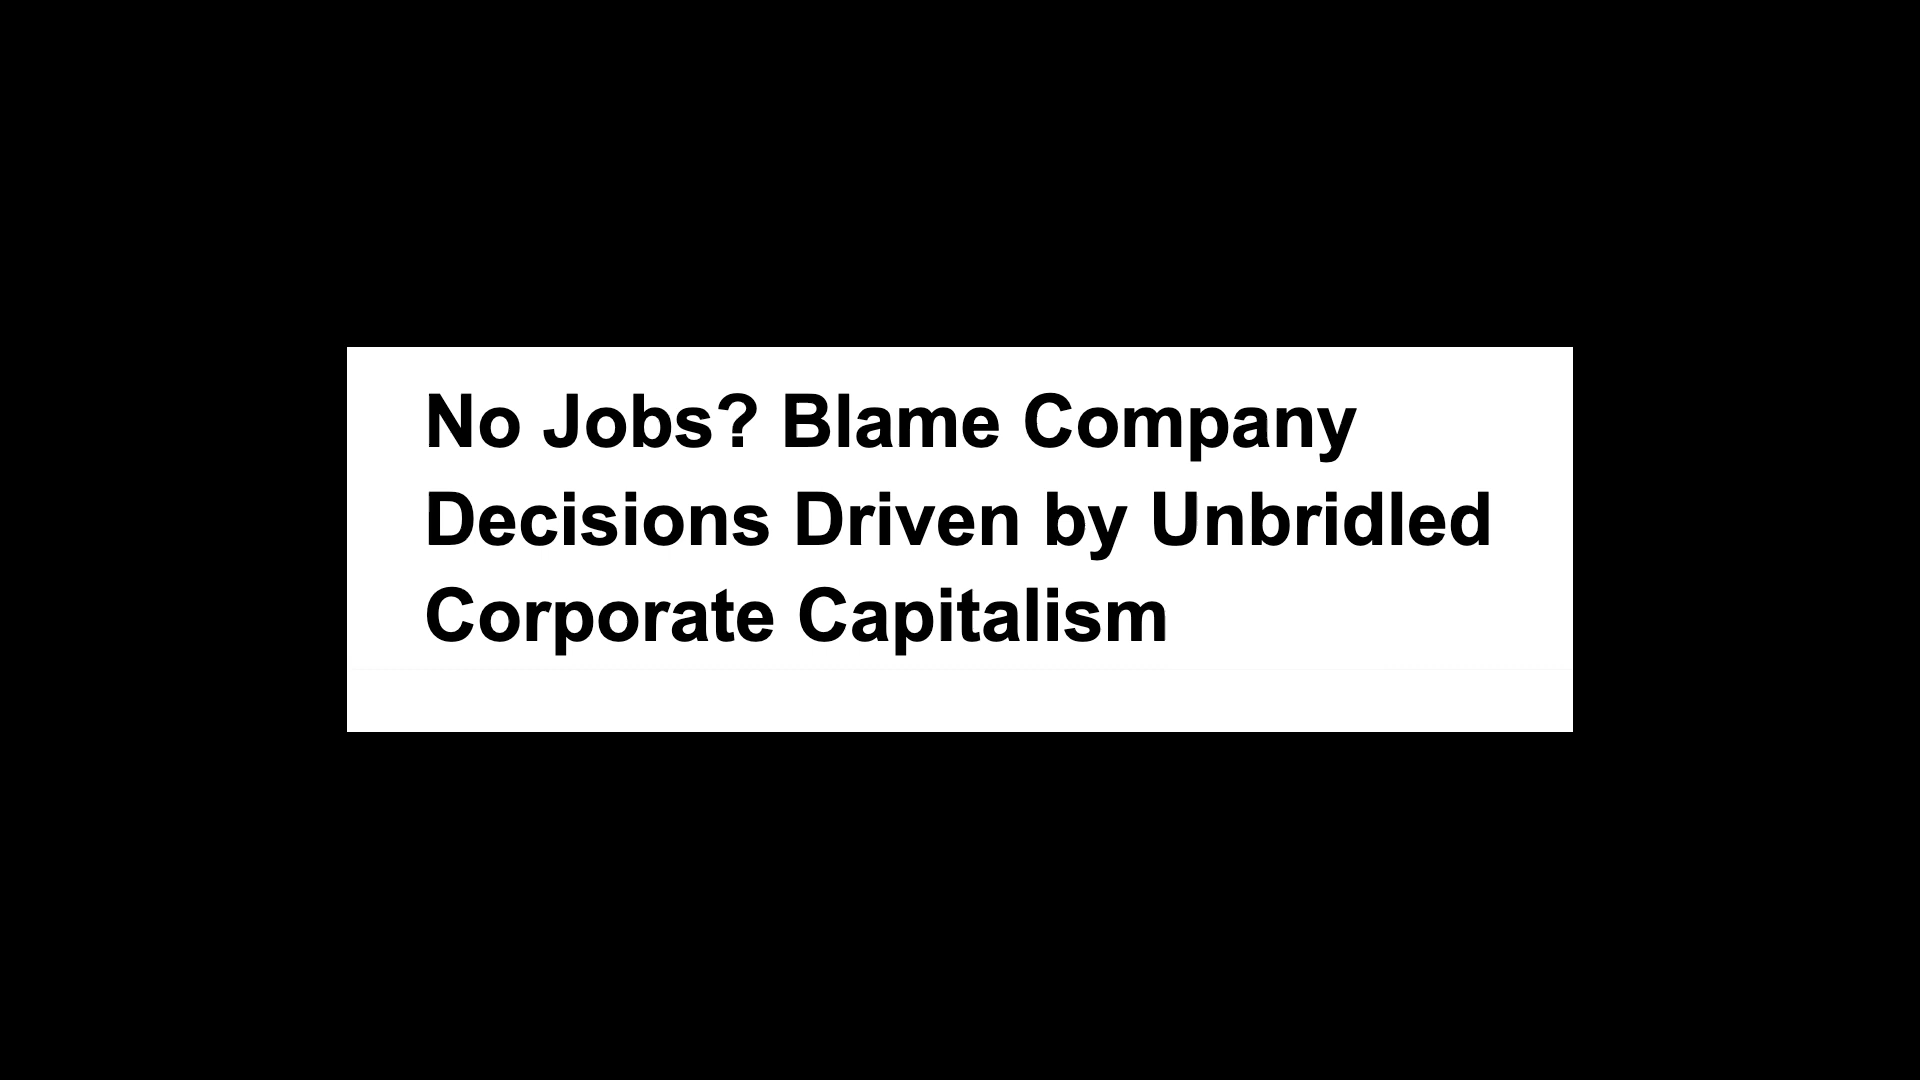 No Jobs? Blame Company
Decisions Driven by Unbridled
Corporate Capitalism